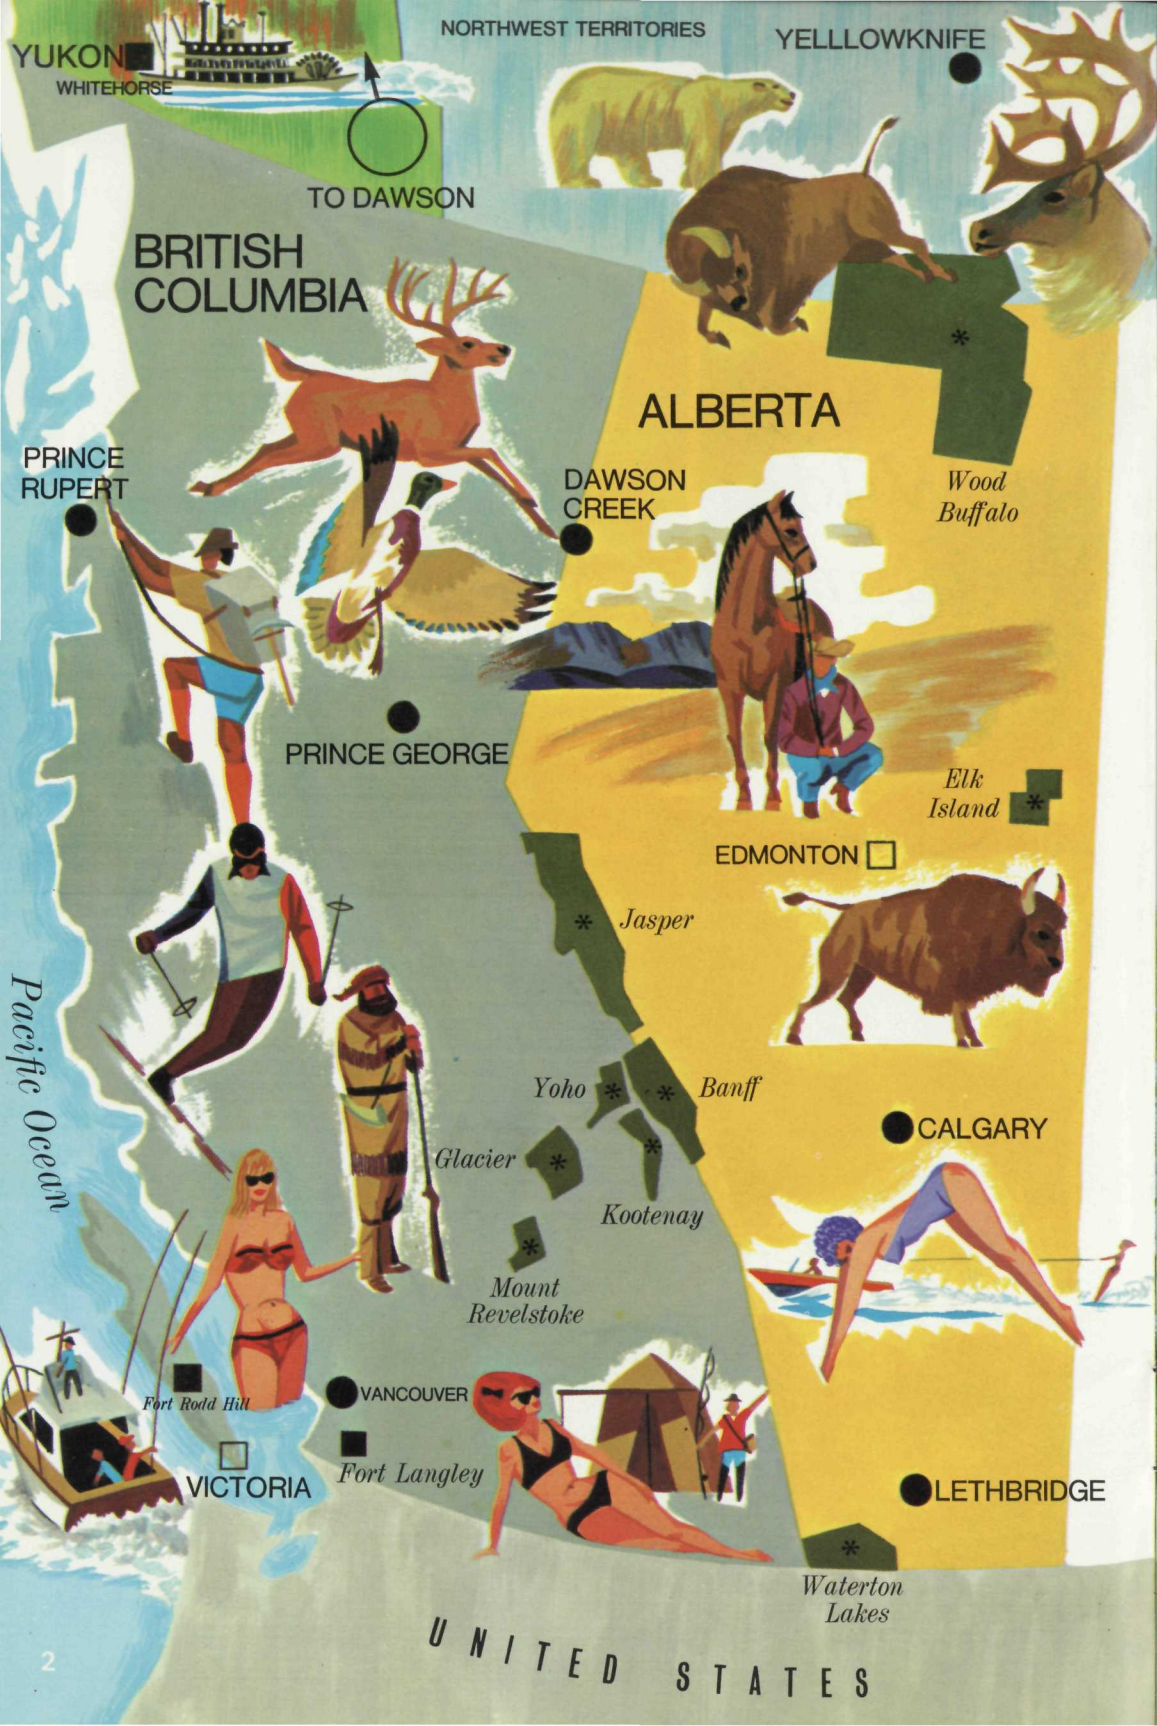 NORTHWEST TERRITORIES
YELLLOWKNIFE
YUKON
WHITEHORSE
TO DAWSON
BRITISH
COLUMBIA
ALBERTA
PRINCE
RUPERT
DAWSON
CREEK
Wood
Buffalo
PRINCE GEORGE
Elk
Island
EDMONTON
Jasper
Pacific Ocean
Yoho
Banff
CALGARY
Glacier
Kootenay
Mount
Revelstoke
Fort Rodd Hill
VANCOUVER
VICTORIA
Fort Langley
LETHBRIDGE
Waterton
Lakes
UNITED STATES
2